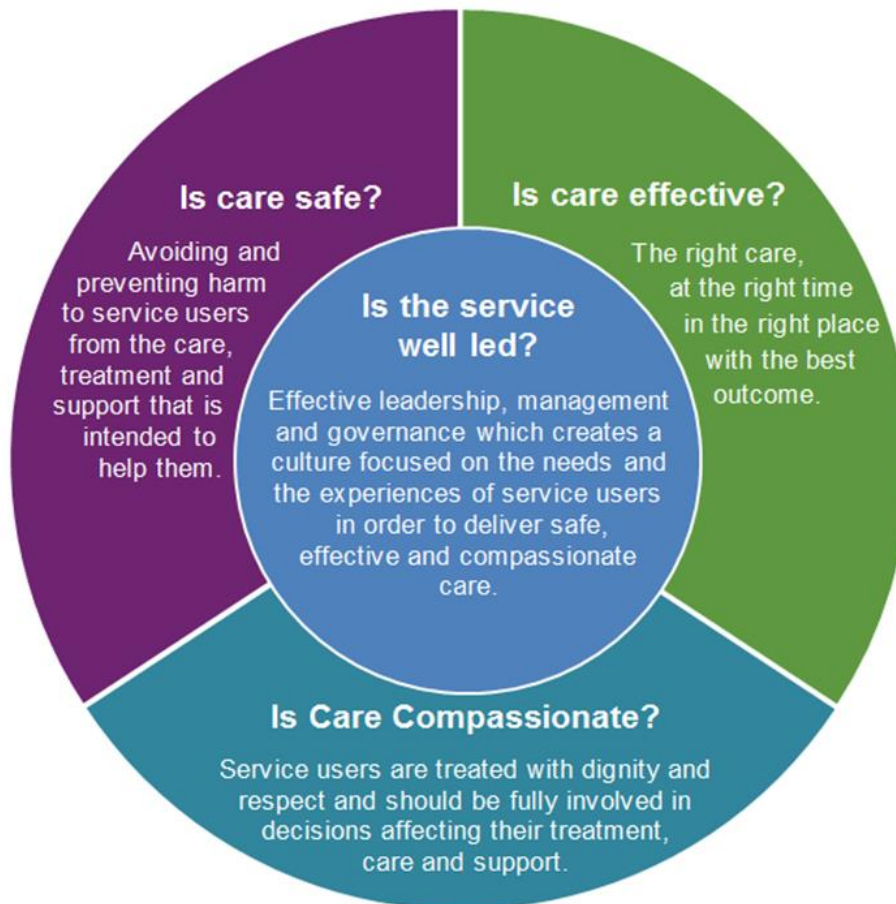 Is care safe?
Avoiding and
preventing harm
to service users
from the care,
treatment and
support that is
intended to
help them.
Is care effective?
The right care,
at the right time
in the right place
with the best
outcome.
Is the service
well led?
Effective leadership, management
and governance which creates a
culture focused on the needs and
the experiences of service users
in order to deliver safe,
effective and compassionate
care.
Is Care Compassionate?
Service users are treated with dignity and
respect and should be fully involved in
decisions affecting their treatment,
care and support.